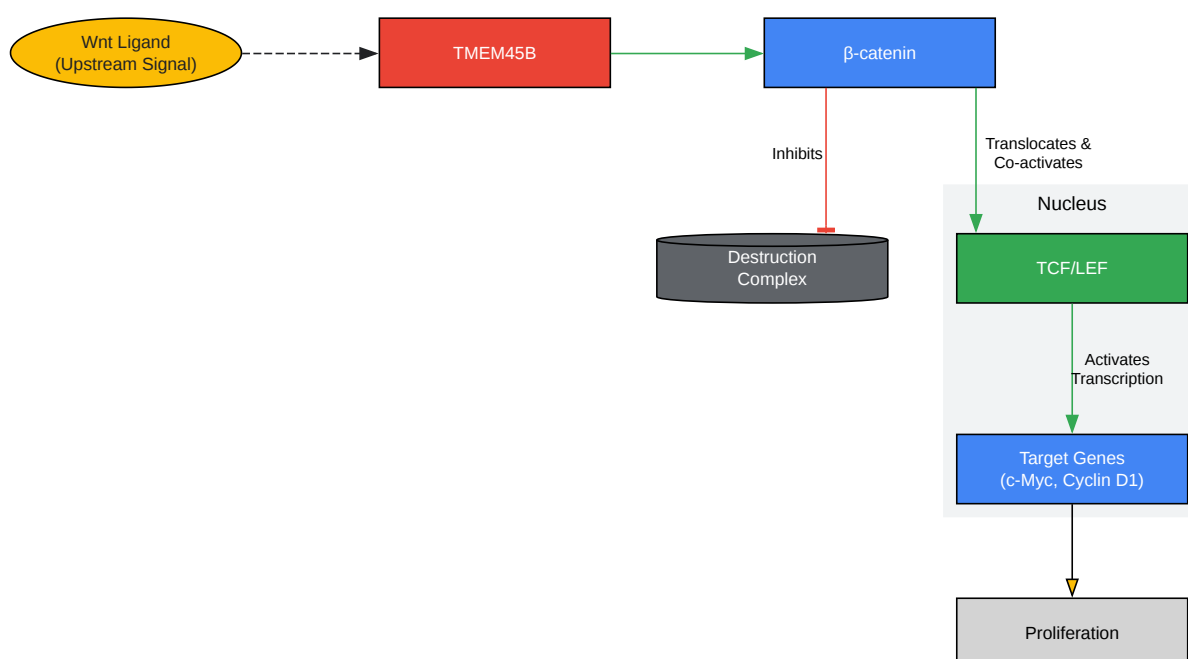 Wnt Ligand
(Upstream Signal)
TMEM45B
β-catenin
Inhibits
Translocates &
Co-activates
Nucleus
Destruction
Complex
TCF/LEF
Activates
Transcription
Target Genes
(c-Myc, Cyclin D1)
Proliferation